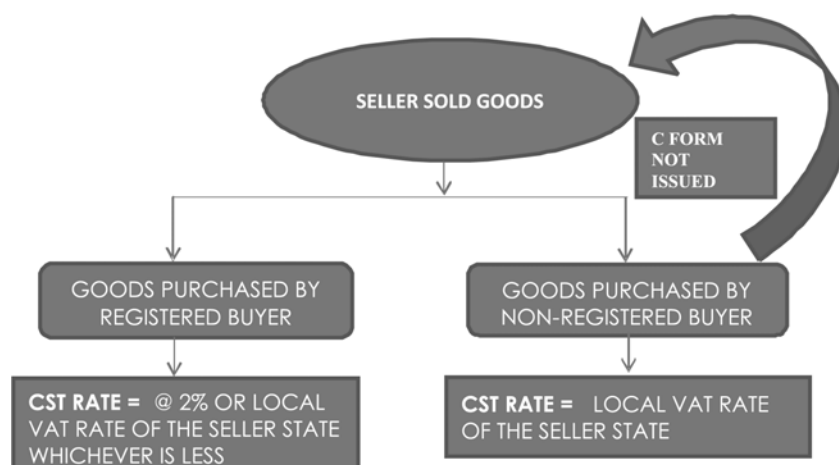 SELLER SOLD GOODS
C FORM
NOT
ISSUED
GOODS PURCHASED BY
REGISTERED BUYER
GOODS PURCHASED BY
NON-REGISTERED BUYER
CST RATE = @ 2% OR LOCAL
VAT RATE OF THE SELLER STATE
WHICHEVER IS LESS
CST RATE = LOCAL VAT RATE
OF THE SELLER STATE